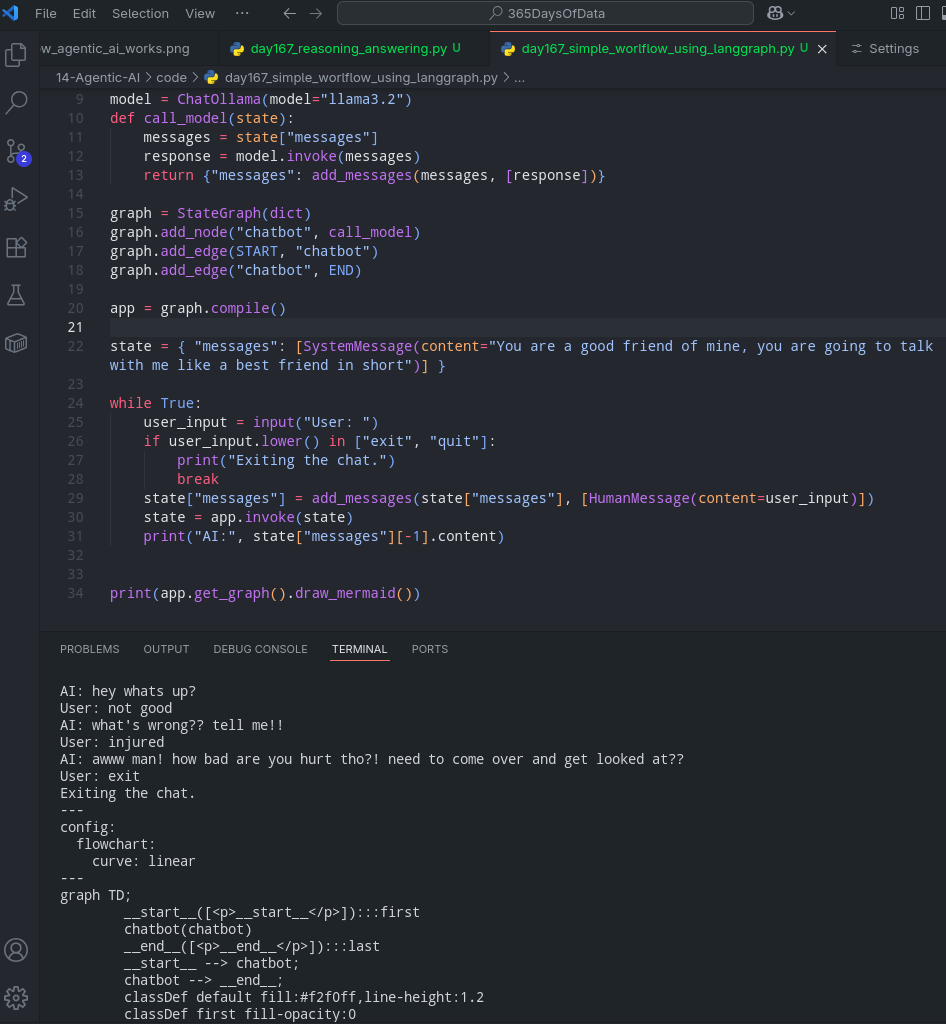 File Edit Selection View ··· 365DaysOfData
w_agentic_ai_works.png day167_reasoning_answering.py U day167_simple_worlflow_using_langgraph.py U Settings
14-Agentic-AI > code > day167_simple_worlflow_using_langgraph.py > ...
9 model = ChatOllama(model="llama3.2")
10 def call_model(state):
11 messages = state["messages"]
12 response = model.invoke(messages)
13 return {"messages": add_messages(messages, [response])}
14
15 graph = StateGraph(dict)
16 graph.add_node("chatbot", call_model)
17 graph.add_edge(START, "chatbot")
18 graph.add_edge("chatbot", END)
19
20 app = graph.compile()
21
22 state = { "messages": [SystemMessage(content="You are a good friend of mine, you are going to talk
with me like a best friend in short")] }
23
24 while True:
25 user_input = input("User: ")
26 if user_input.lower() in ["exit", "quit"]:
27 print("Exiting the chat.")
28 break
29 state["messages"] = add_messages(state["messages"], [HumanMessage(content=user_input)])
30 state = app.invoke(state)
31 print("AI:", state["messages"][-1].content)
32
33
34 print(app.get_graph().draw_mermaid())
2
PROBLEMS OUTPUT DEBUG CONSOLE TERMINAL PORTS
AI: hey whats up?
User: not good
AI: what's wrong?? tell me!!
User: injured
AI: awww man! how bad are you hurt tho?! need to come over and get looked at??
User: exit
Exiting the chat.
---
config:
flowchart:
curve: linear
---
graph TD;
__start__([<p>__start__</p>]):::first
chatbot(chatbot)
__end__([<p>__end__</p>]):::last
__start__ --> chatbot;
chatbot --> __end__;
classDef default fill:#f2f0ff,line-height:1.2
classDef first fill-opacity:0